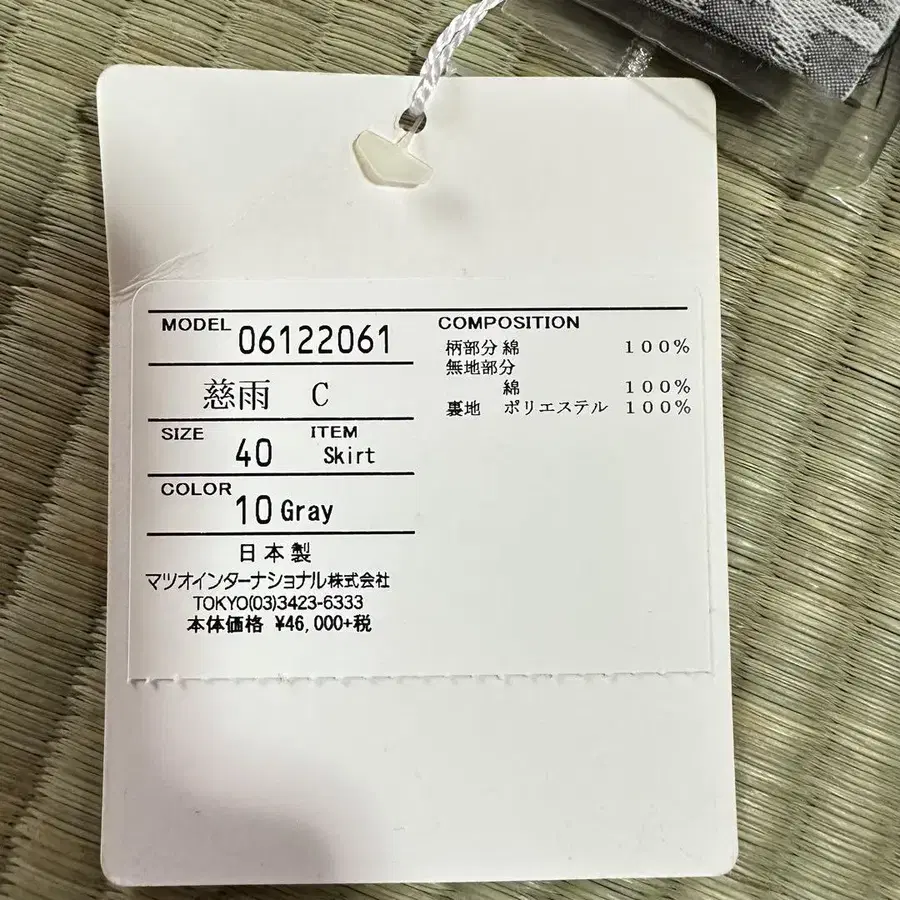 MODEL 06122061
慈雨 C
SIZE 40 ITEM Skirt
COLOR 10 Gray
日本製
マツオインターナショナル株式会社
TOKYO(03)3423-6333
本体価格 ¥46,000+税
COMPOSITION
柄部分 綿 100%
無地部分
綿 100%
裏地 ポリエステル 100%